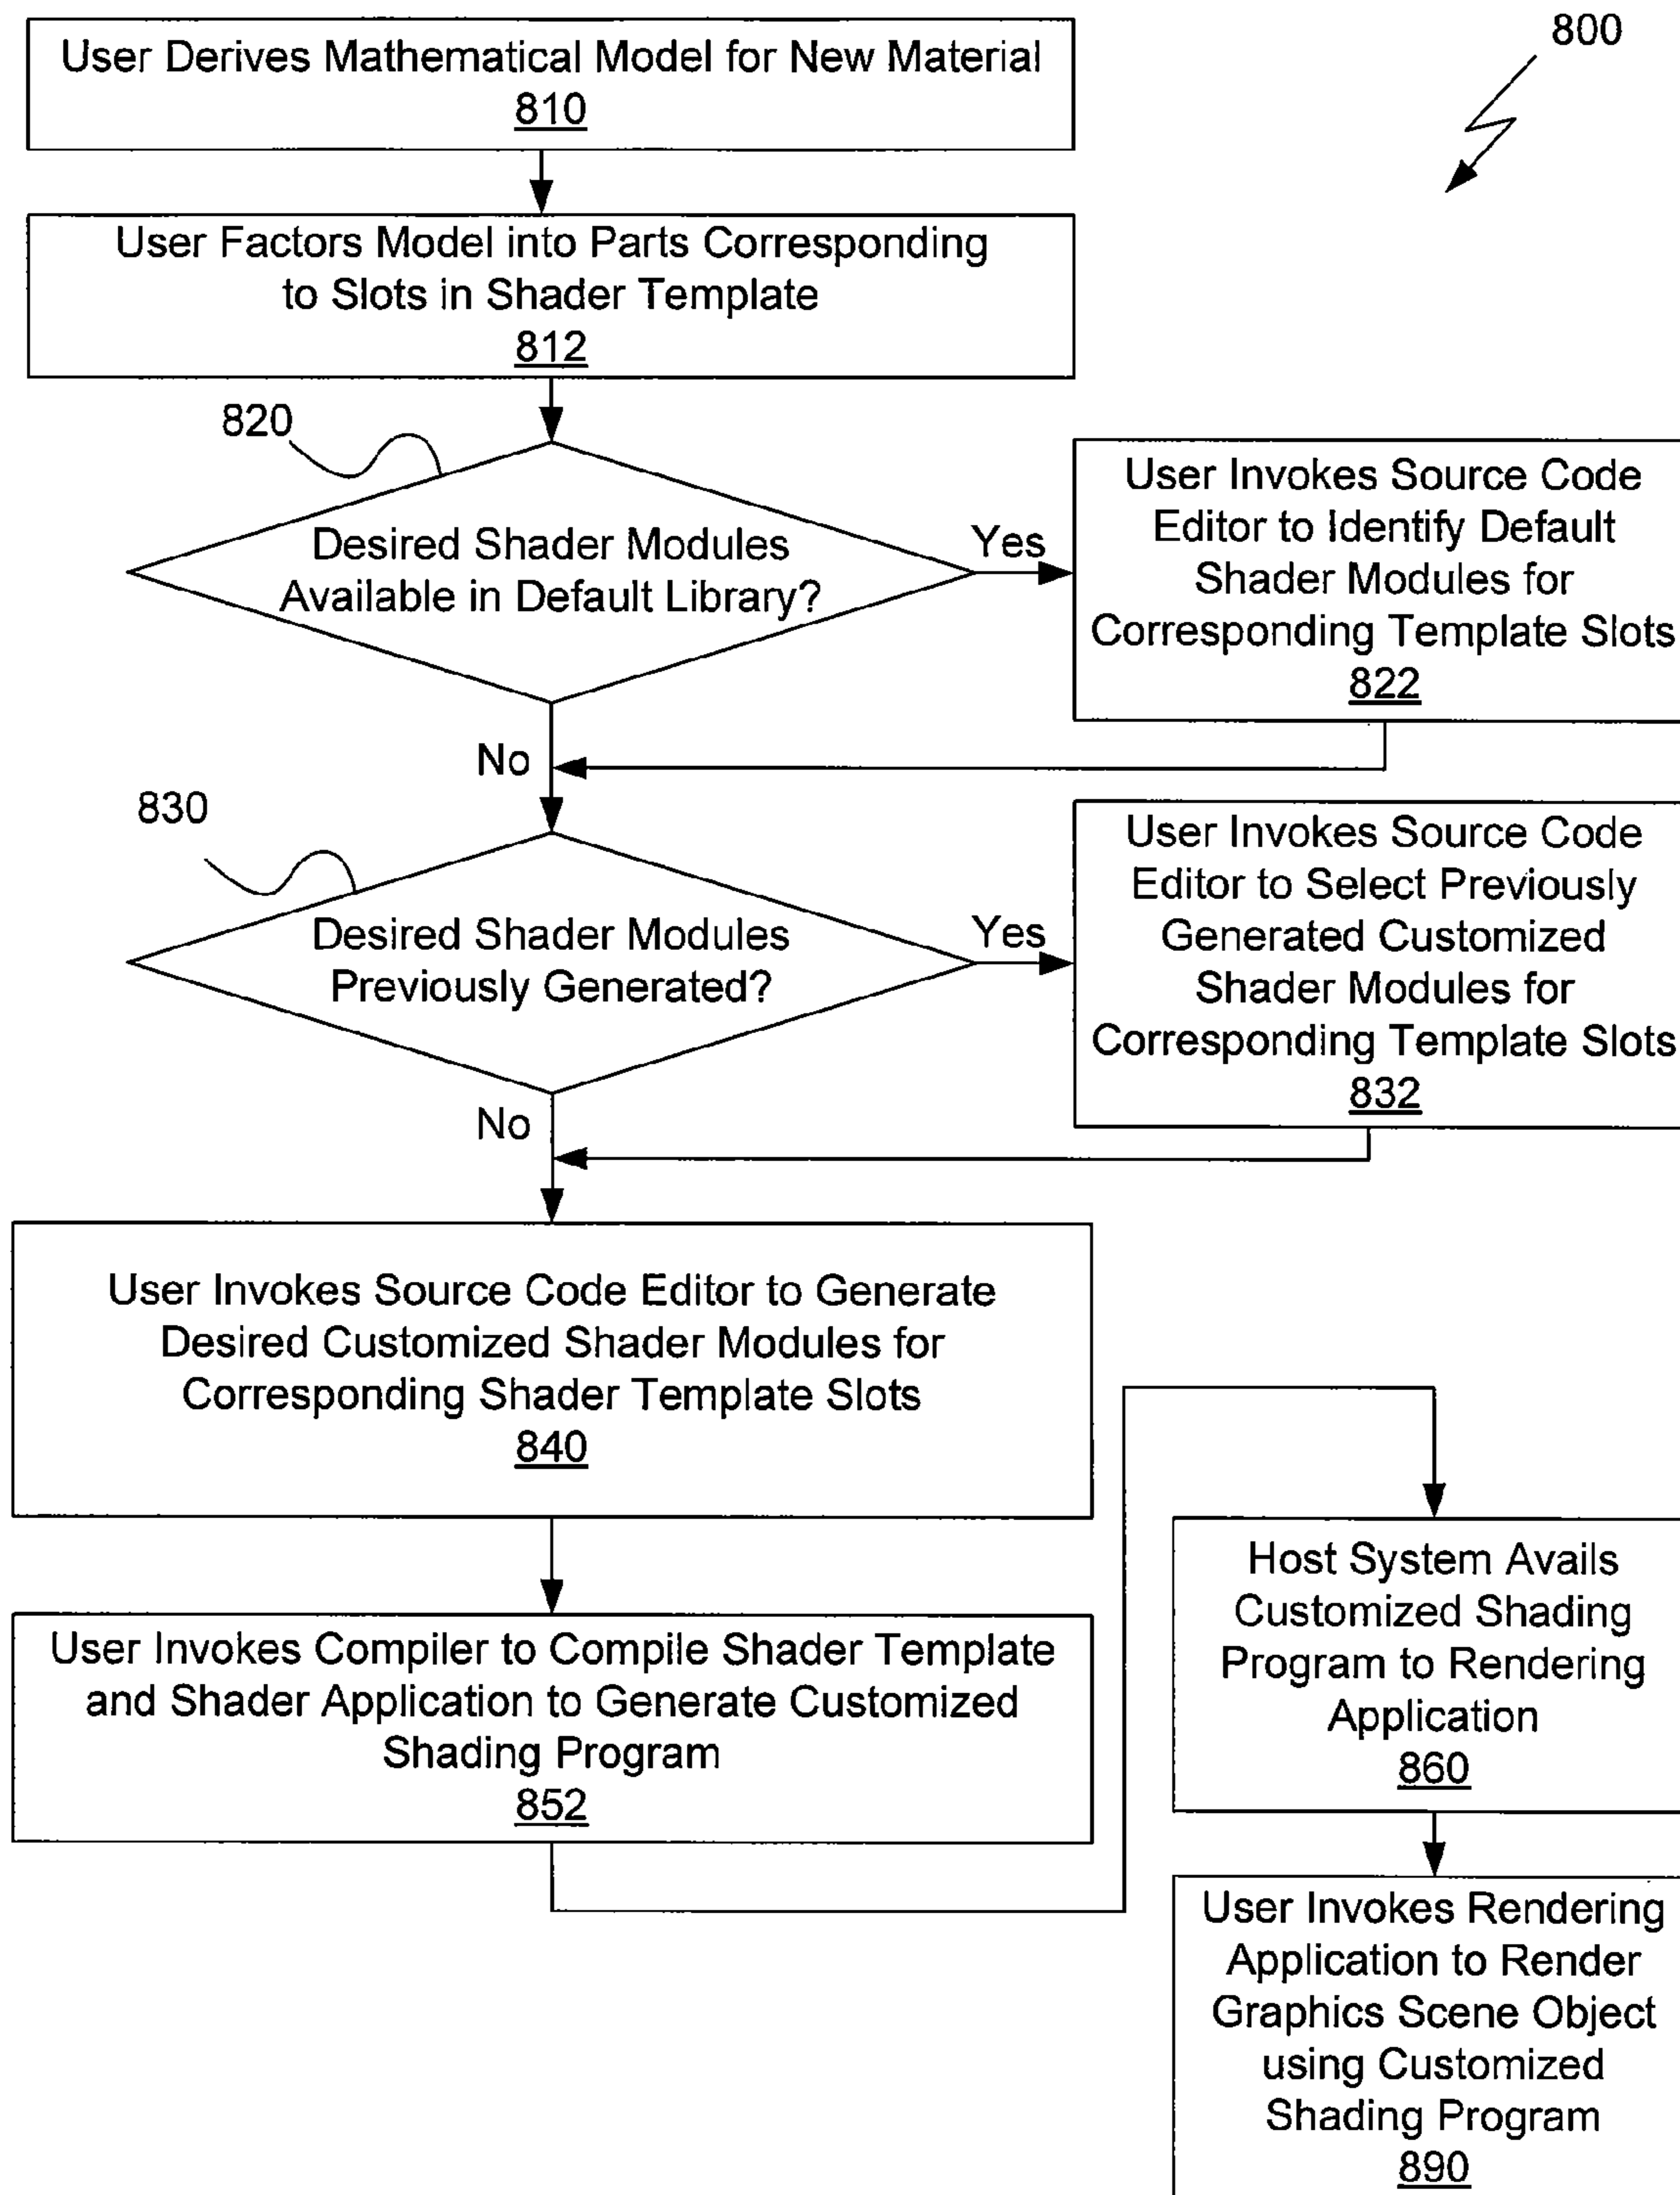 800
User Derives Mathematical Model for New Material
810
User Factors Model into Parts Corresponding
to Slots in Shader Template
812
820
Desired Shader Modules
Available in Default Library?
Yes
No
User Invokes Source Code
Editor to Identify Default
Shader Modules for
Corresponding Template Slots
822
830
Desired Shader Modules
Previously Generated?
Yes
No
User Invokes Source Code
Editor to Select Previously
Generated Customized
Shader Modules for
Corresponding Template Slots
832
User Invokes Source Code Editor to Generate
Desired Customized Shader Modules for
Corresponding Shader Template Slots
840
User Invokes Compiler to Compile Shader Template
and Shader Application to Generate Customized
Shading Program
852
Host System Avails
Customized Shading
Program to Rendering
Application
860
User Invokes Rendering
Application to Render
Graphics Scene Object
using Customized
Shading Program
890